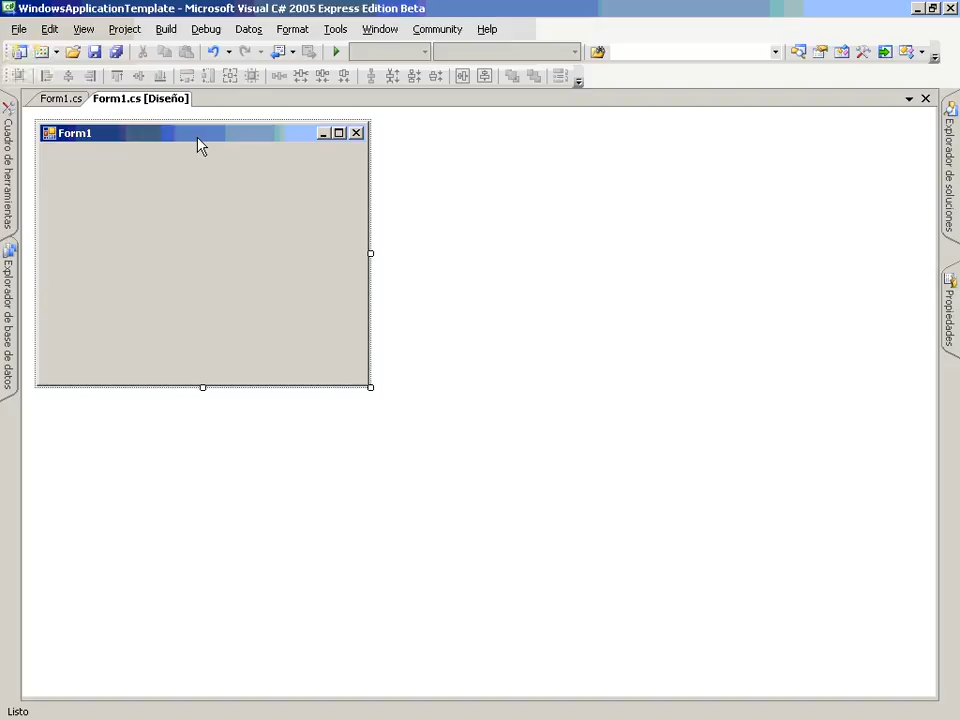 WindowsApplicationTemplate - Microsoft Visual C# 2005 Express Edition Beta
File Edit View Project Build Debug Datos Format Tools Window Community Help
Form1.cs Form1.cs [Diseño]
Form1
Cuadro de herramientas
Explorador de base de datos
Explorador de soluciones
Propiedades
Listo